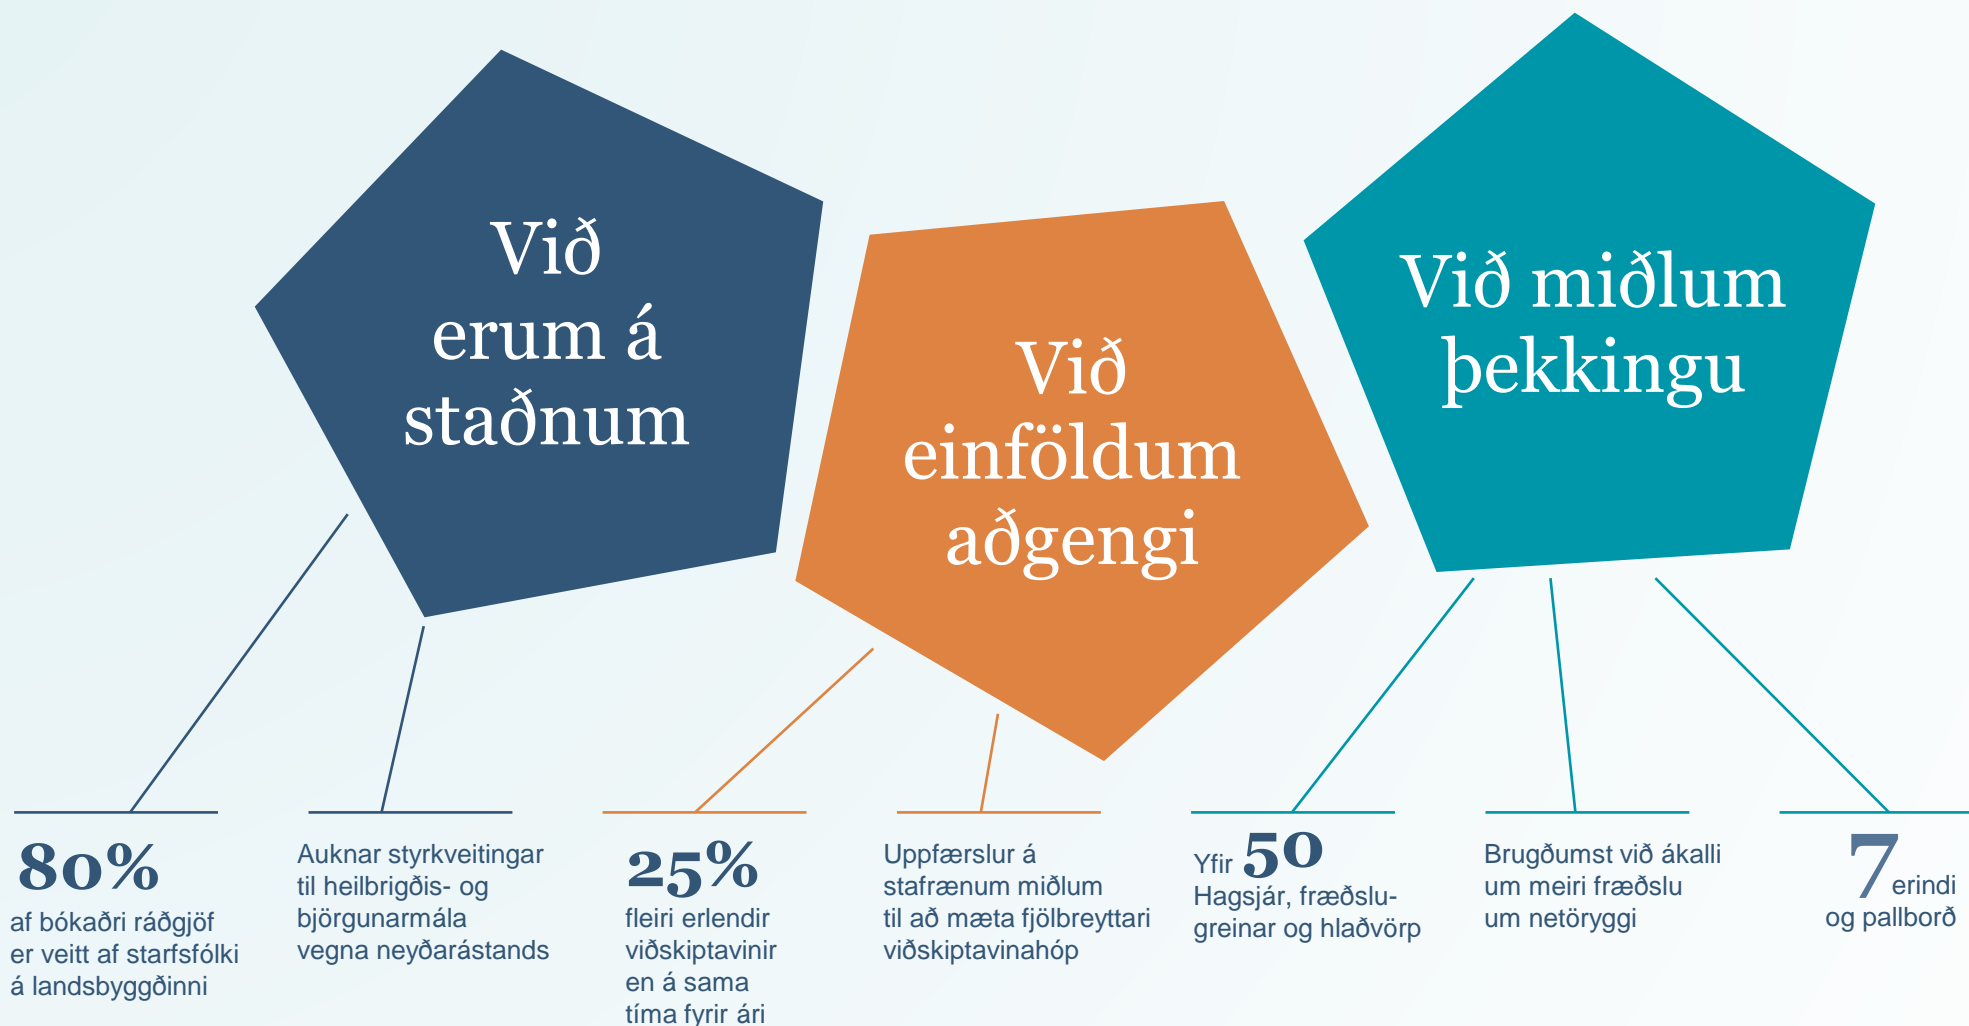 Við
erum á
staðnum
Við
einföldum
aðgengi
Við miðlum
þekkingu
80%
af bókaðri ráðgjöf
er veitt af starfsfólki
á landsbyggðinni
Auknar styrkveitingar
til heilbrigðis- og
björgunarmála
vegna neyðarástands
25%
fleiri erlendir
viðskiptavinir
en á sama
tíma fyrir ári
Uppfærslur á
stafrænum miðlum
til að mæta fjölbreyttari
viðskiptavinahóp
Yfir 50
Hagsjár, fræðslu-
greinar og hlaðvörp
Brugðumst við ákalli
um meiri fræðslu
um netöryggi
7 erindi
og pallborð